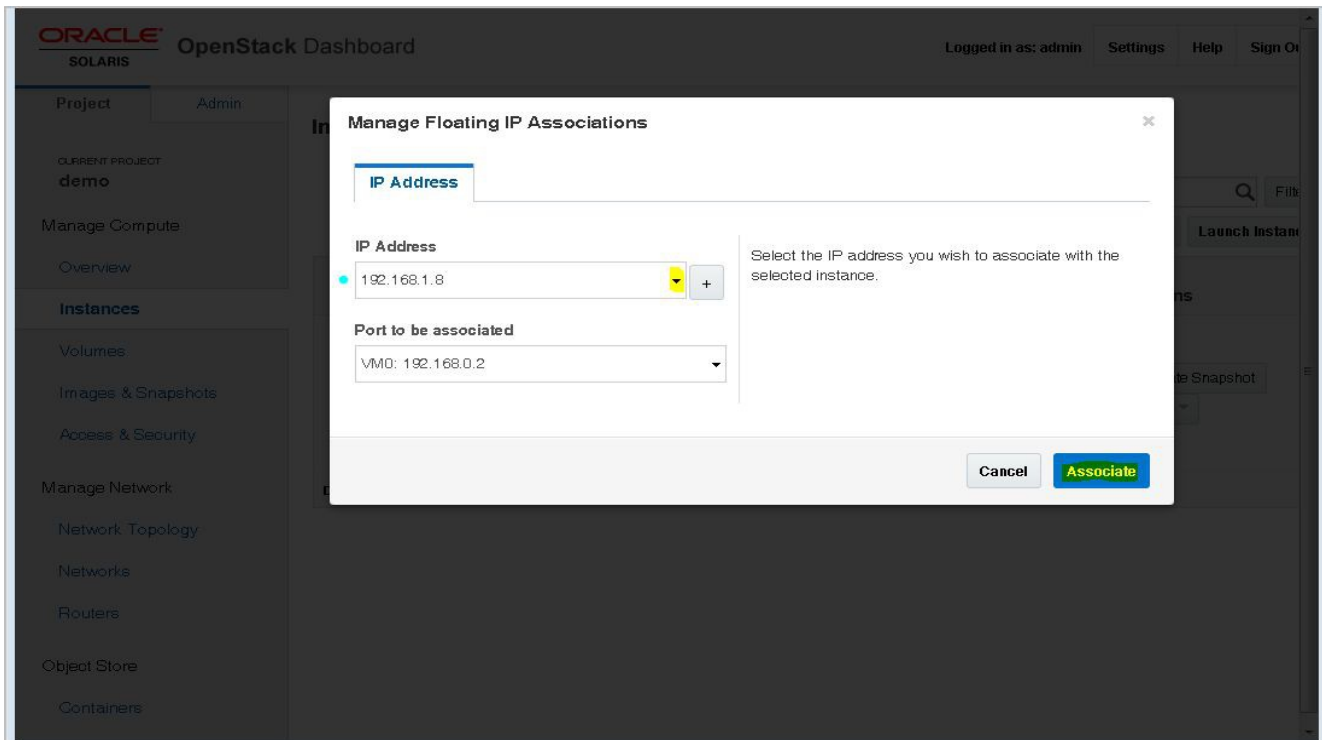 ORACLE
SOLARIS
OpenStack Dashboard
Logged in as: admin
Settings
Help
Sign
Project
Admin
Manage Floating IP Associations
CURRENT PROJECT
demo
IP Address
Manage Compute
Launch
IP Address
Select the IP address you wish to associate with the
selected instance.
Overview
192.168.1.8
+
Instances
Port to be associated
Volumes
VM0: 192.168.0.2
Images & Snapshots
Snapshot
Access & Security
Cancel
Associate
Manage Network
Network Topology
Networks
Routers
Object Store
Containers